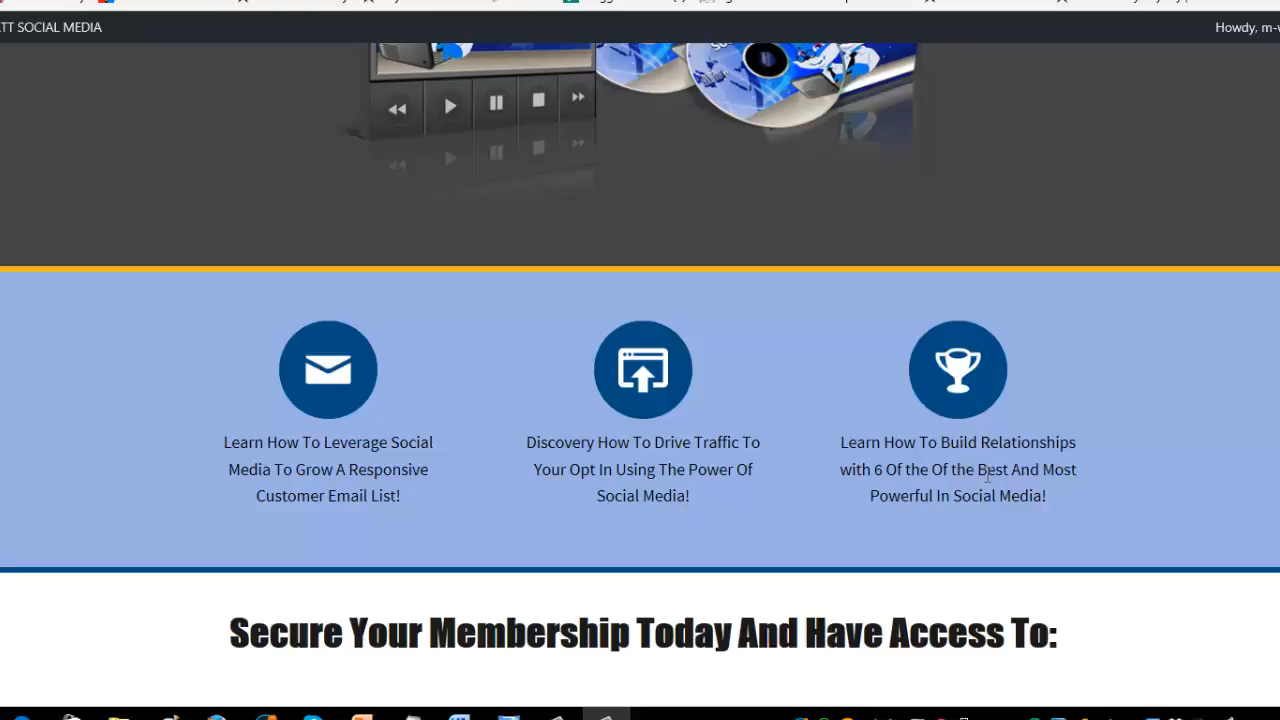 TT SOCIAL MEDIA
Howdy, m-v
Learn How To Leverage Social
Media To Grow A Responsive
Customer Email List!
Discovery How To Drive Traffic To
Your Opt In Using The Power Of
Social Media!
Learn How To Build Relationships
with 6 Of the Of the Best And Most
Powerful In Social Media!
Secure Your Membership Today And Have Access To: